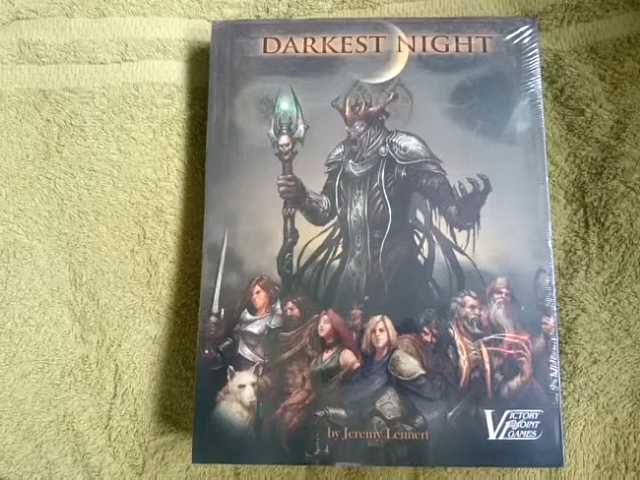 DARKEST NIGHT
by Jeremy Lennert
VICTORY
POINT
GAMES